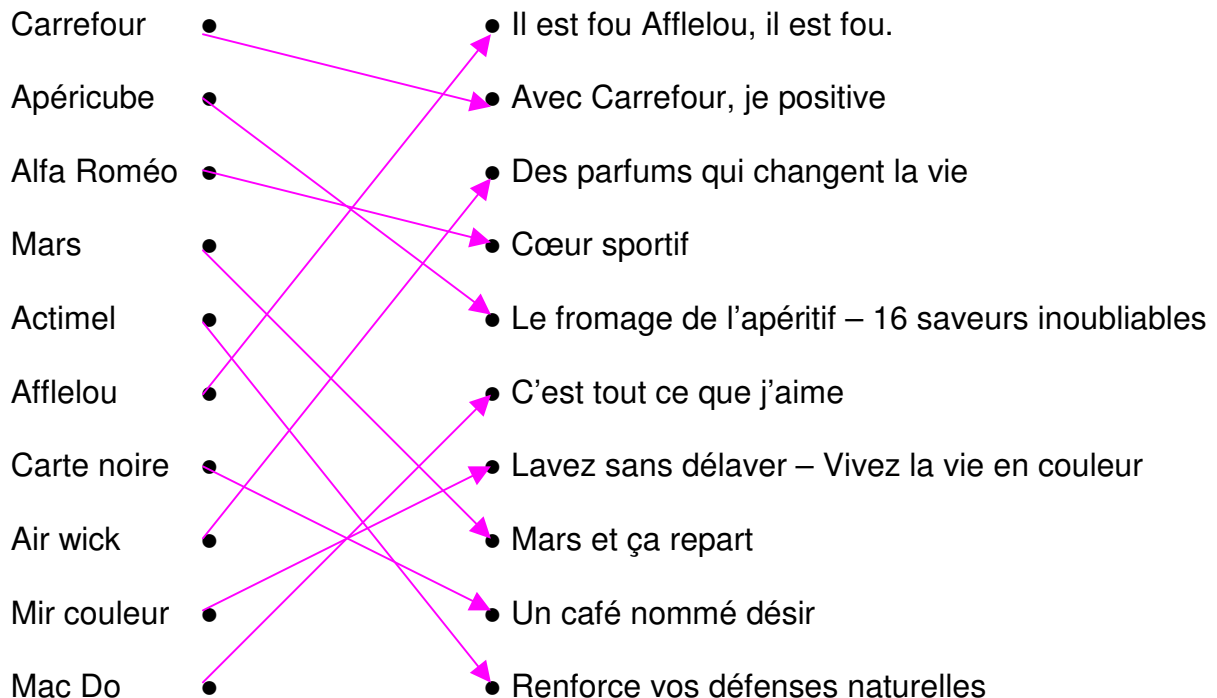 Carrefour • • Il est fou Afflelou, il est fou.
Apéricube • • Avec Carrefour, je positive
Alfa Roméo • • Des parfums qui changent la vie
Mars • • Cœur sportif
Actimel • • Le fromage de l’apéritif – 16 saveurs inoubliables
Afflelou • • C’est tout ce que j’aime
Carte noire • • Lavez sans délaver – Vivez la vie en couleur
Air wick • • Mars et ça repart
Mir couleur • • Un café nommé désir
Mac Do • • Renforce vos défenses naturelles